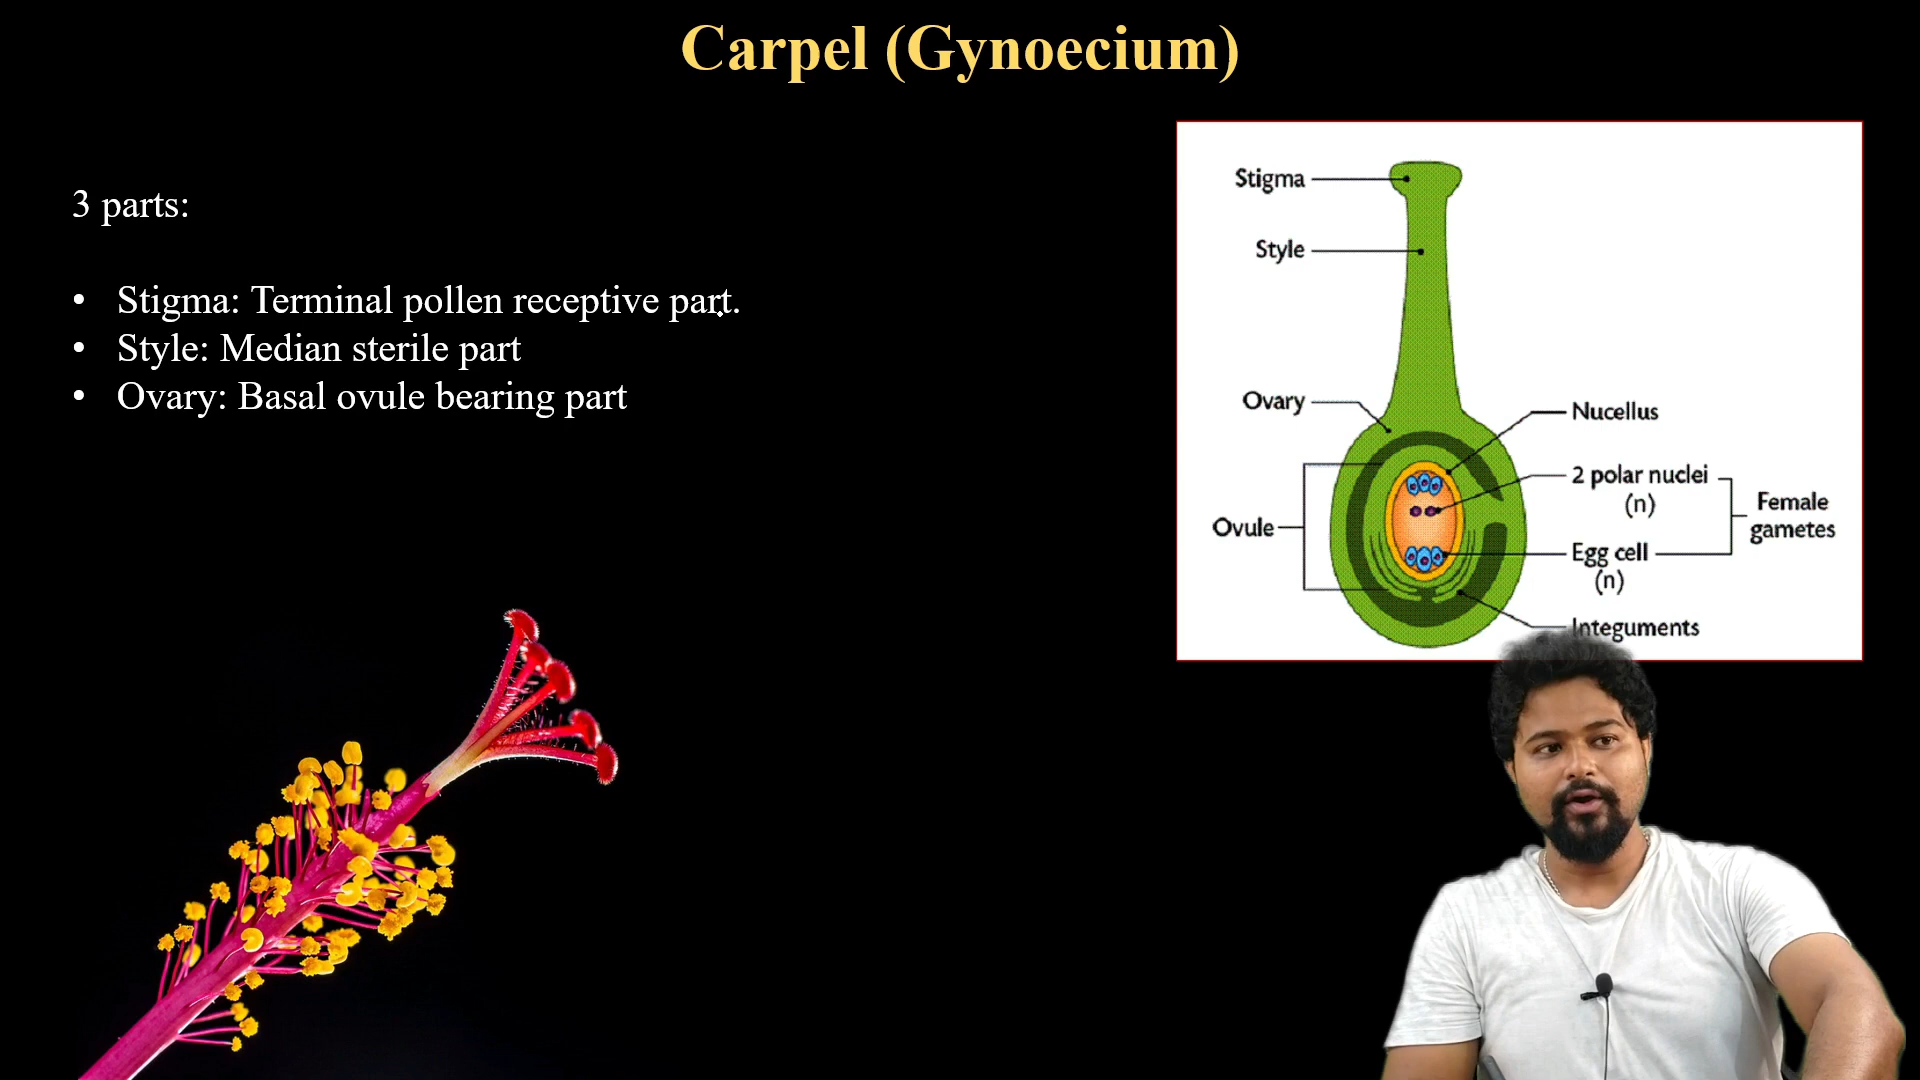 Carpel (Gynoecium)
3 parts:
• Stigma: Terminal pollen receptive part.
• Style: Median sterile part
• Ovary: Basal ovule bearing part
Stigma
Style
Ovary
Nucellus
2 polar nuclei
(n)
Female
gametes
Ovule
Egg cell
(n)
Integuments